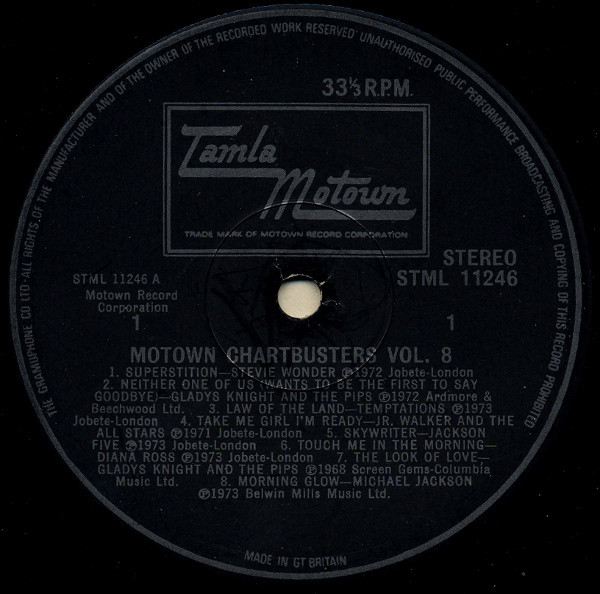 THE GRAMOPHONE CO LTD·ALL RIGHTS OF THE MANUFACTURER AND OF THE OWNER OF THE RECORDED WORK RESERVED UNAUTHORISED PUBLIC PERFORMANCE BROADCASTING AND COPYING OF THIS RECORD PROHIBITED
33⅓ R.P.M.
Tamla
Motown
TRADE MARK OF MOTOWN RECORD CORPORATION
STEREO
STML 11246 A
STML 11246
Motown Record
Corporation
1
1
MOTOWN CHARTBUSTERS VOL. 8
1. SUPERSTITION—STEVIE WONDER ℗1972 Jobete-London
2. NEITHER ONE OF US (WANTS TO BE THE FIRST TO SAY
GOODBYE)—GLADYS KNIGHT AND THE PIPS ℗1972 Ardmore &
Beechwood Ltd. 3. LAW OF THE LAND—TEMPTATIONS ℗1973
Jobete-London 4. TAKE ME GIRL I'M READY—JR. WALKER AND THE
ALL STARS ℗1971 Jobete-London 5. SKYWRITER—JACKSON
FIVE ℗1973 Jobete-London 6. TOUCH ME IN THE MORNING—
DIANA ROSS ℗1973 Jobete-London 7. THE LOOK OF LOVE—
GLADYS KNIGHT AND THE PIPS ℗1968 Screen Gems-Columbia
Music Ltd. 8. MORNING GLOW—MICHAEL JACKSON
℗1973 Belwin Mills Music Ltd.
MADE IN GT BRITAIN